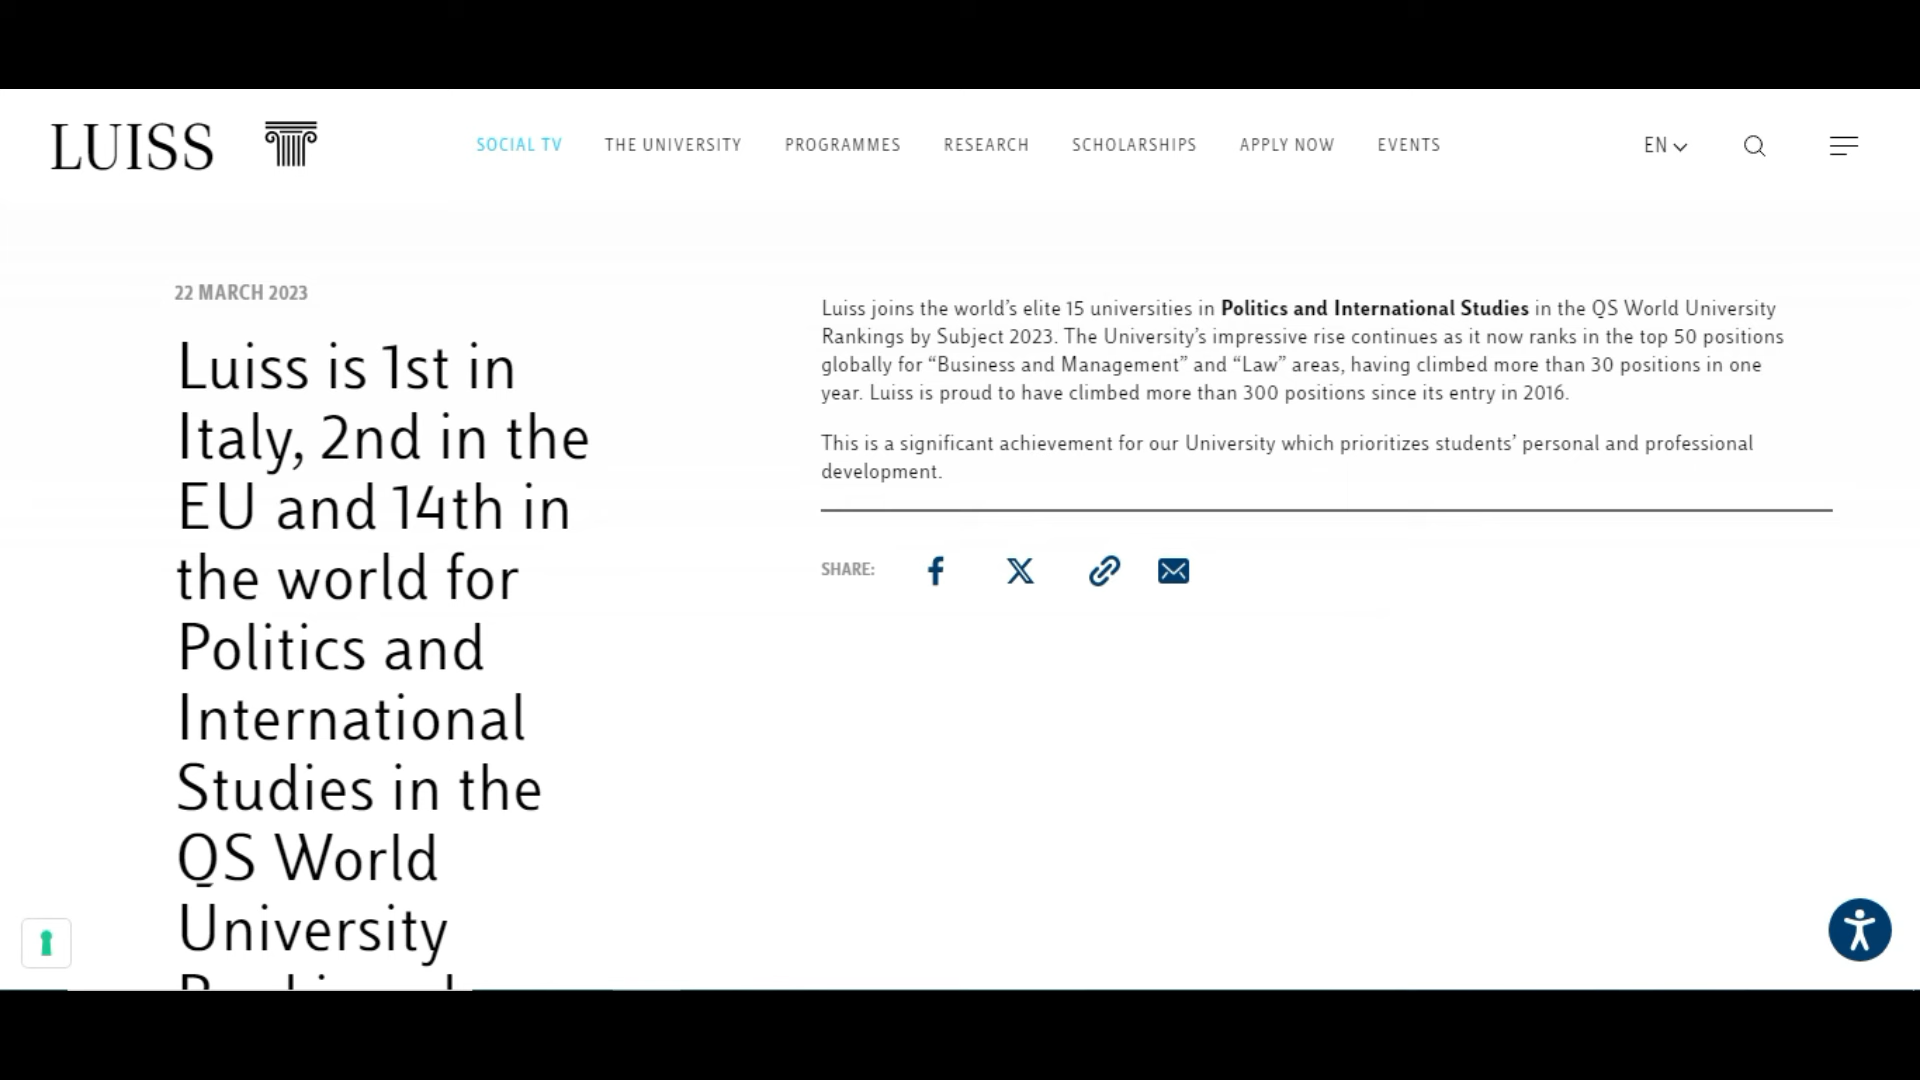 LUISS
SOCIAL TV THE UNIVERSITY PROGRAMMES RESEARCH SCHOLARSHIPS APPLY NOW EVENTS EN
22 MARCH 2023
Luiss is 1st in
Italy, 2nd in the
EU and 14th in
the world for
Politics and
International
Studies in the
QS World
University
Luiss joins the world’s elite 15 universities in Politics and International Studies in the QS World University
Rankings by Subject 2023. The University’s impressive rise continues as it now ranks in the top 50 positions
globally for “Business and Management” and “Law” areas, having climbed more than 30 positions in one
year. Luiss is proud to have climbed more than 300 positions since its entry in 2016.
This is a significant achievement for our University which prioritizes students’ personal and professional
development.
SHARE: